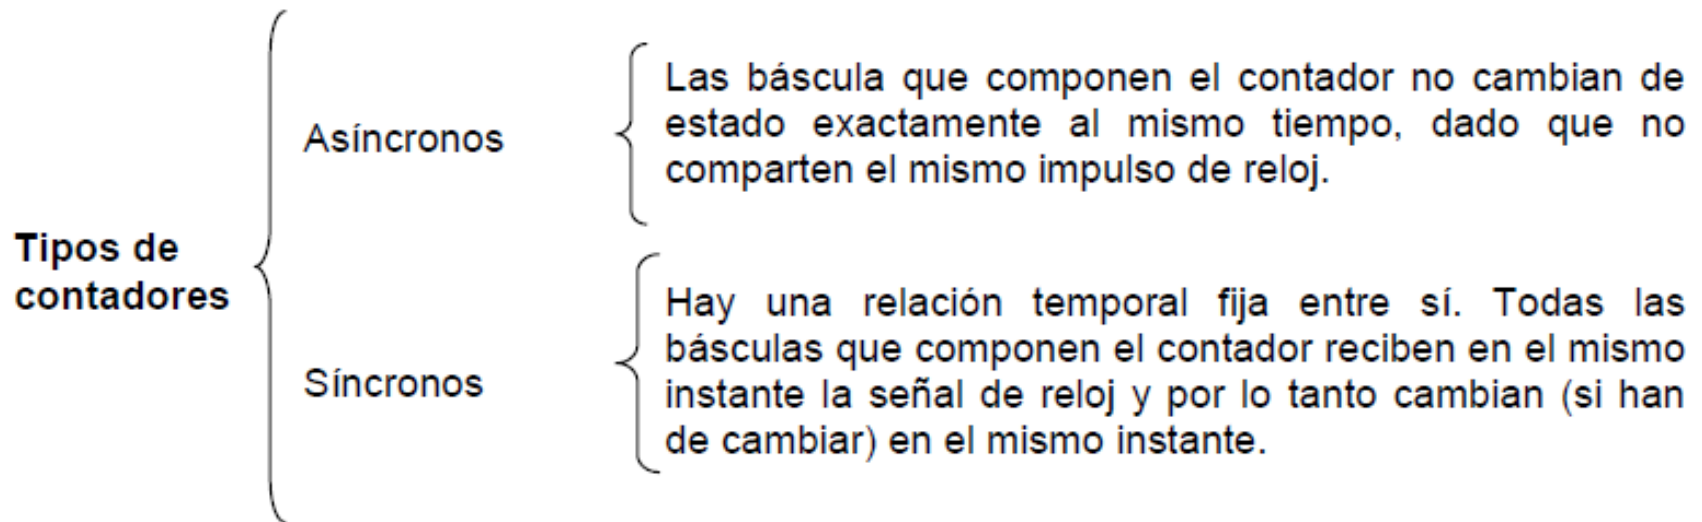 Tipos de
contadores
Asíncronos
Las báscula que componen el contador no cambian de
estado exactamente al mismo tiempo, dado que no
comparten el mismo impulso de reloj.
Síncronos
Hay una relación temporal fija entre sí. Todas las
básculas que componen el contador reciben en el mismo
instante la señal de reloj y por lo tanto cambian (si han
de cambiar) en el mismo instante.